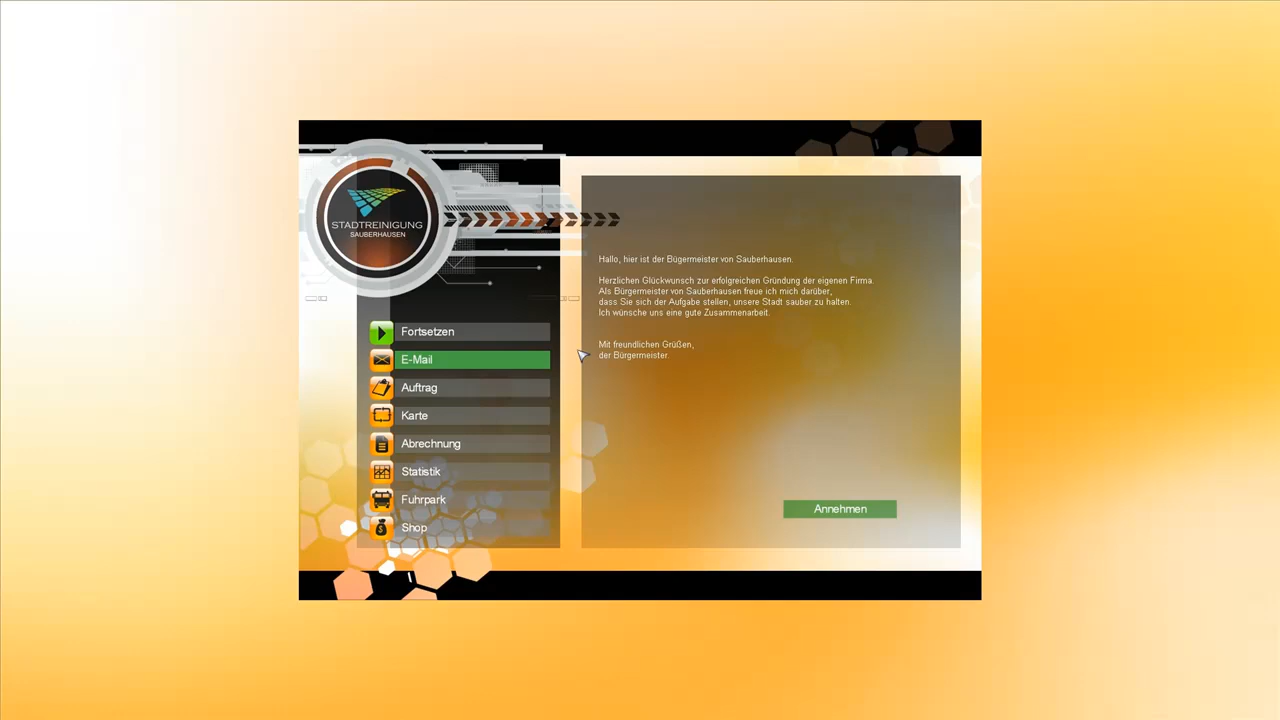 STADTREINIGUNG
SAUBERHAUSEN
Fortsetzen
E-Mail
Auftrag
Karte
Abrechnung
Statistik
Fuhrpark
Shop
Hallo, hier ist der Bügermeister von Sauberhausen.
Herzlichen Glückwunsch zur erfolgreichen Gründung der eigenen Firma.
Als Bürgermeister von Sauberhausen freue ich mich darüber,
dass Sie sich der Aufgabe stellen, unsere Stadt sauber zu halten.
Ich wünsche uns eine gute Zusammenarbeit.
Mit freundlichen Grüßen,
der Bürgermeister.
Annehmen